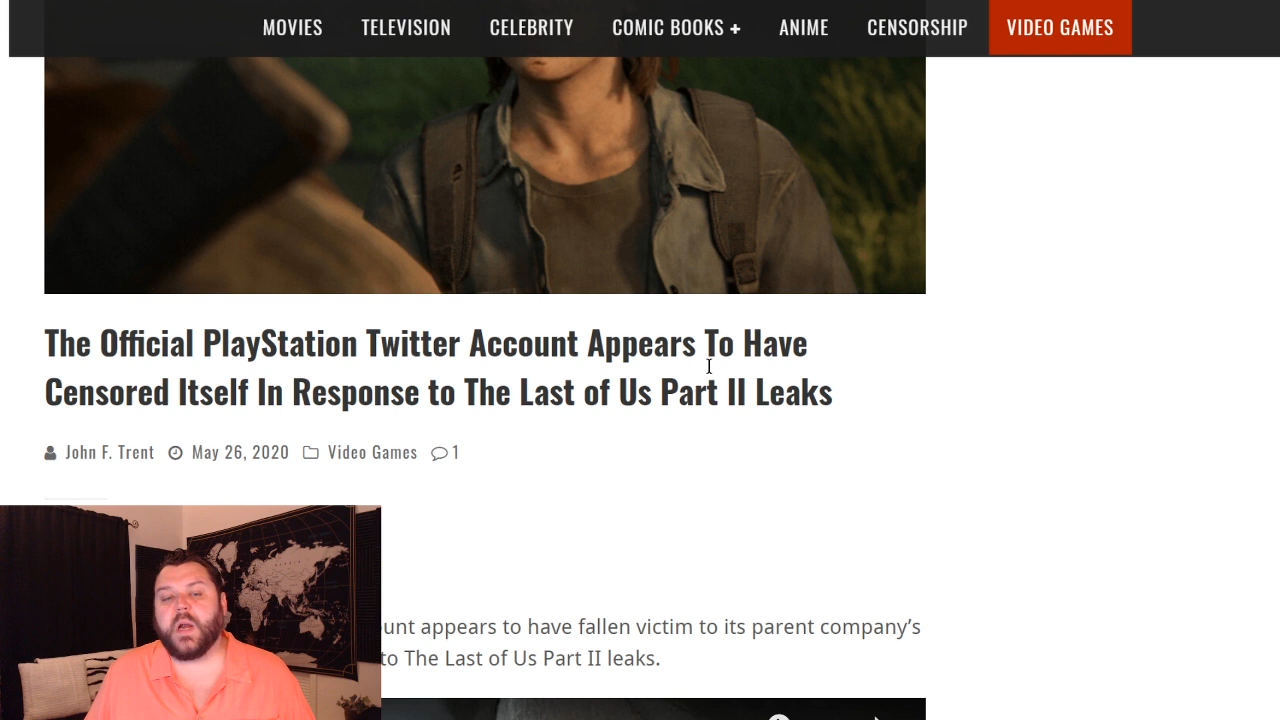 MOVIES TELEVISION CELEBRITY COMIC BOOKS + ANIME CENSORSHIP VIDEO GAMES
The Official PlayStation Twitter Account Appears To Have
Censored Itself In Response to The Last of Us Part II Leaks
John F. Trent May 26, 2020 Video Games 1
appears to have fallen victim to its parent company’s
to The Last of Us Part II leaks.